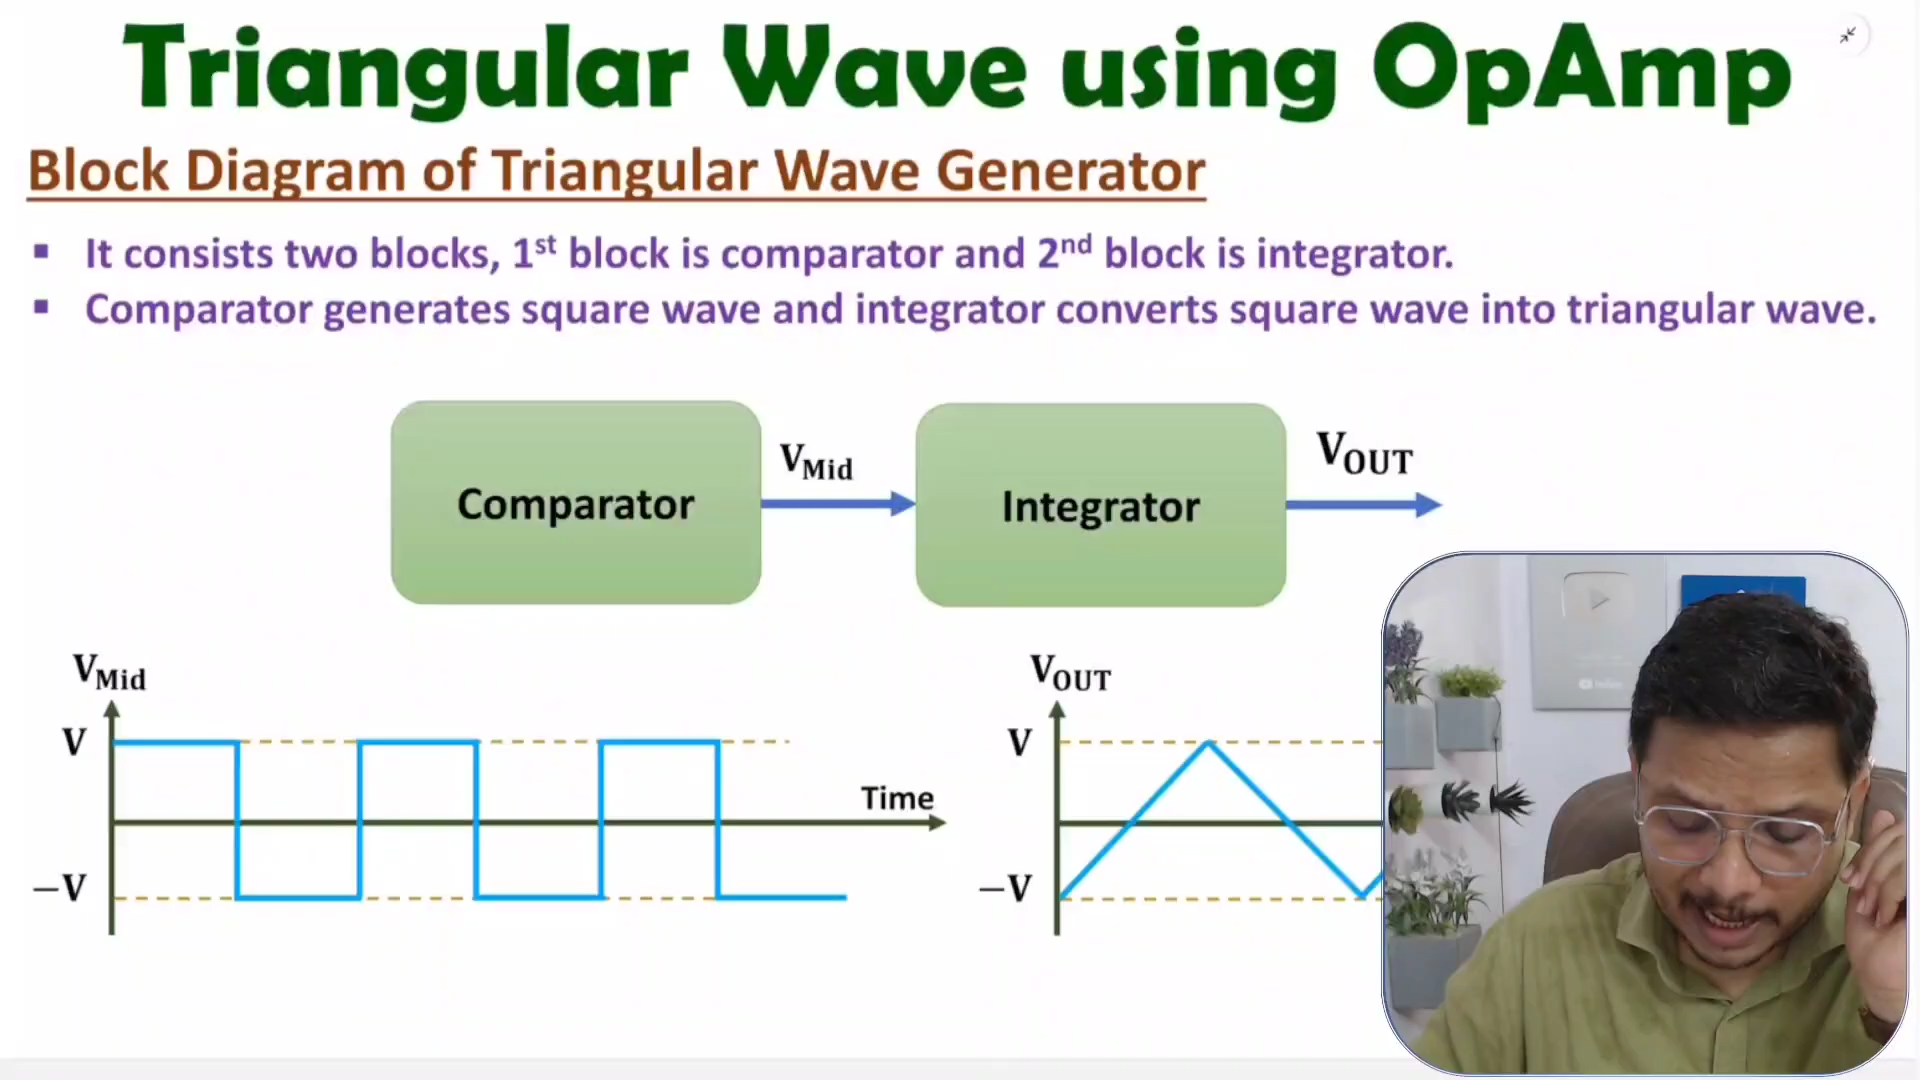 Triangular Wave using OpAmp
Block Diagram of Triangular Wave Generator
▪ It consists two blocks, 1st block is comparator and 2nd block is integrator.
▪ Comparator generates square wave and integrator converts square wave into triangular wave.
Comparator
VMid
Integrator
VOUT
VMid
V
−V
Time
VOUT
V
−V